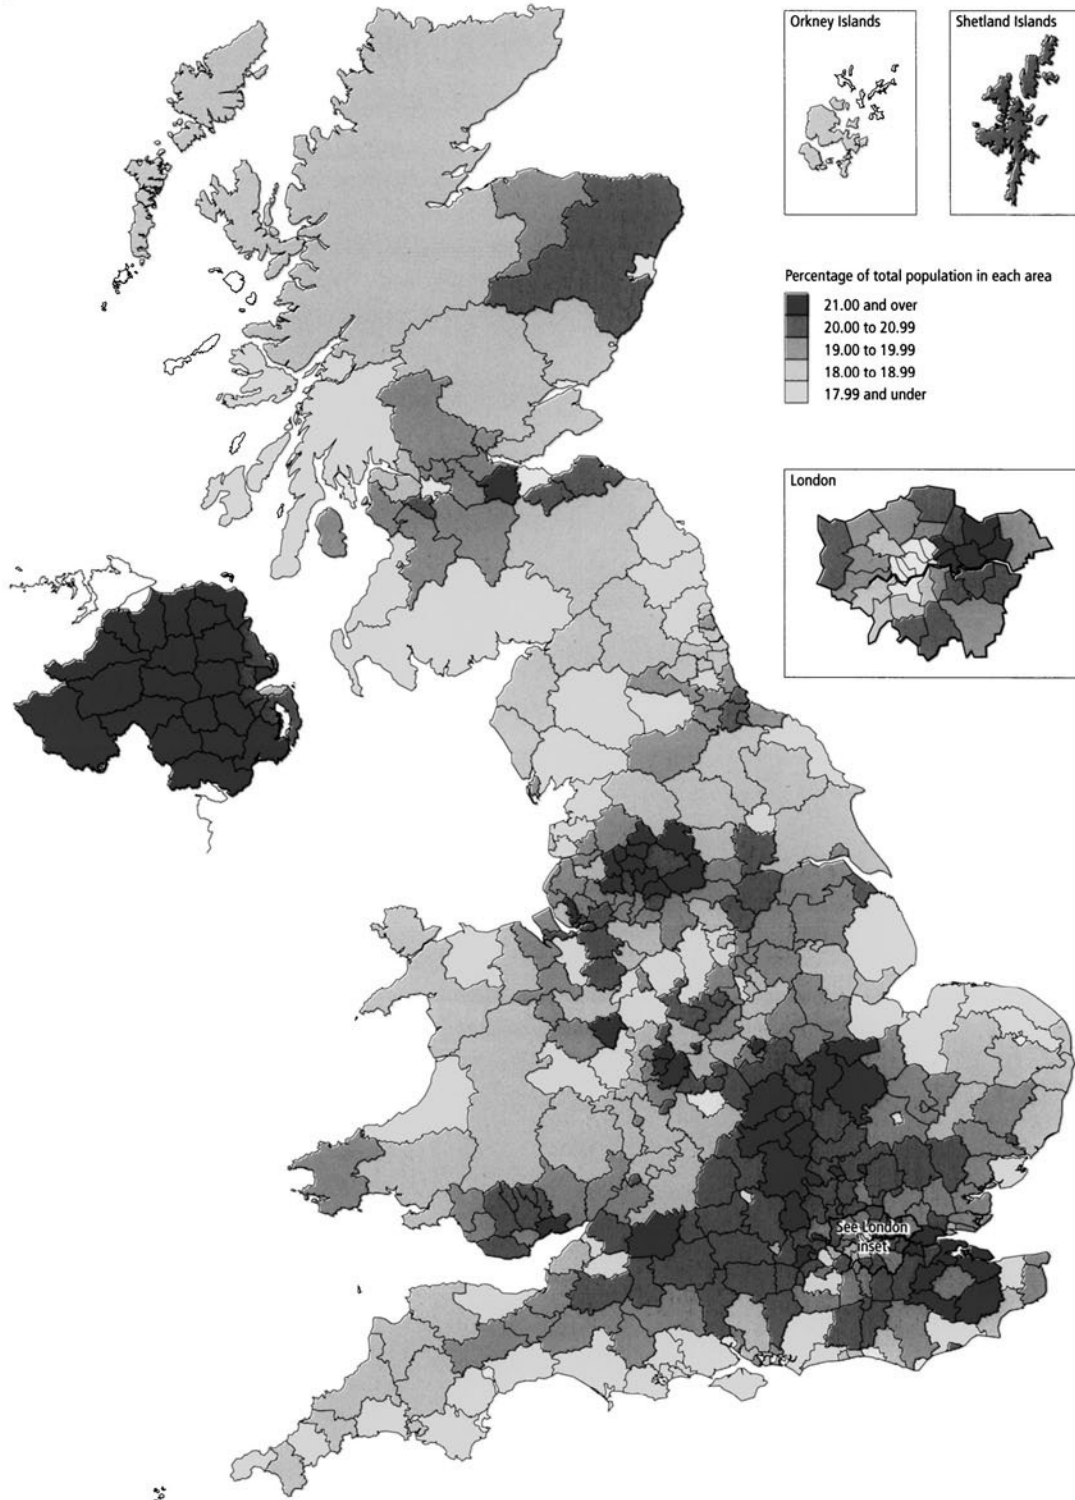 Orkney Islands
Shetland Islands
Percentage of total population in each area
21.00 and over
20.00 to 20.99
19.00 to 19.99
18.00 to 18.99
17.99 and under
London
See London
inset